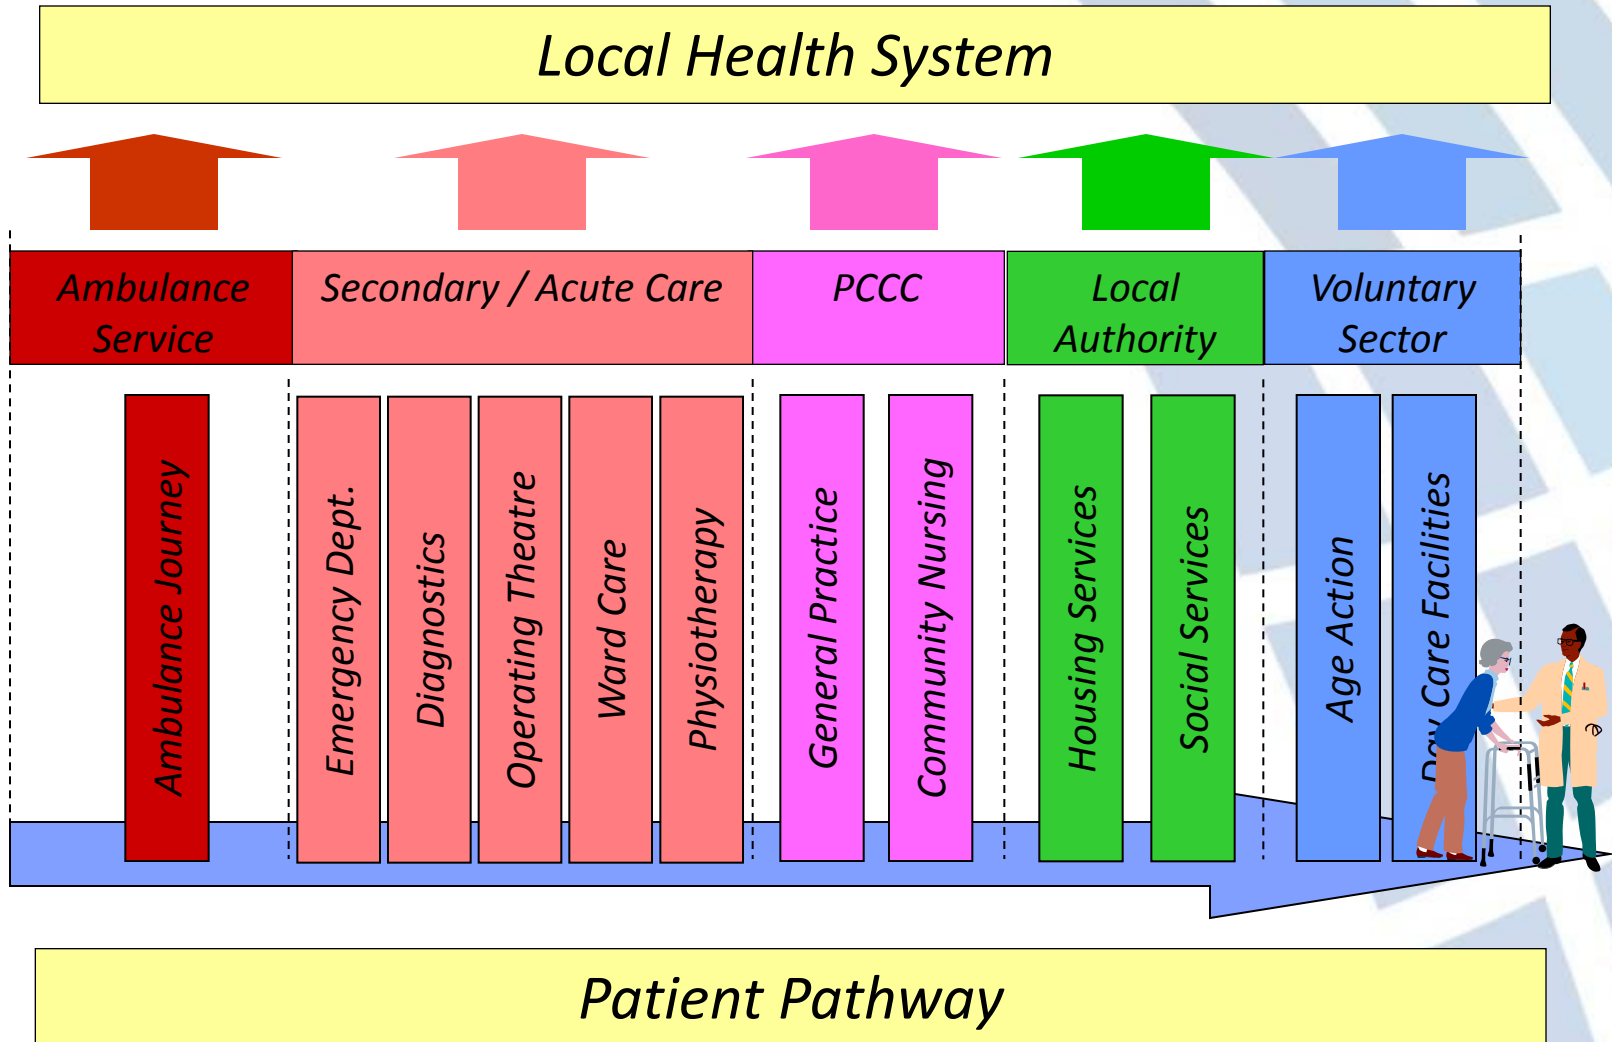 Local Health System
Ambulance
Service
Secondary / Acute Care
PCCC
Local
Authority
Voluntary
Sector
Ambulance Journey
Emergency Dept.
Diagnostics
Operating Theatre
Ward Care
Physiotherapy
General Practice
Community Nursing
Housing Services
Social Services
Age Action
Day Care Facilities
Patient Pathway